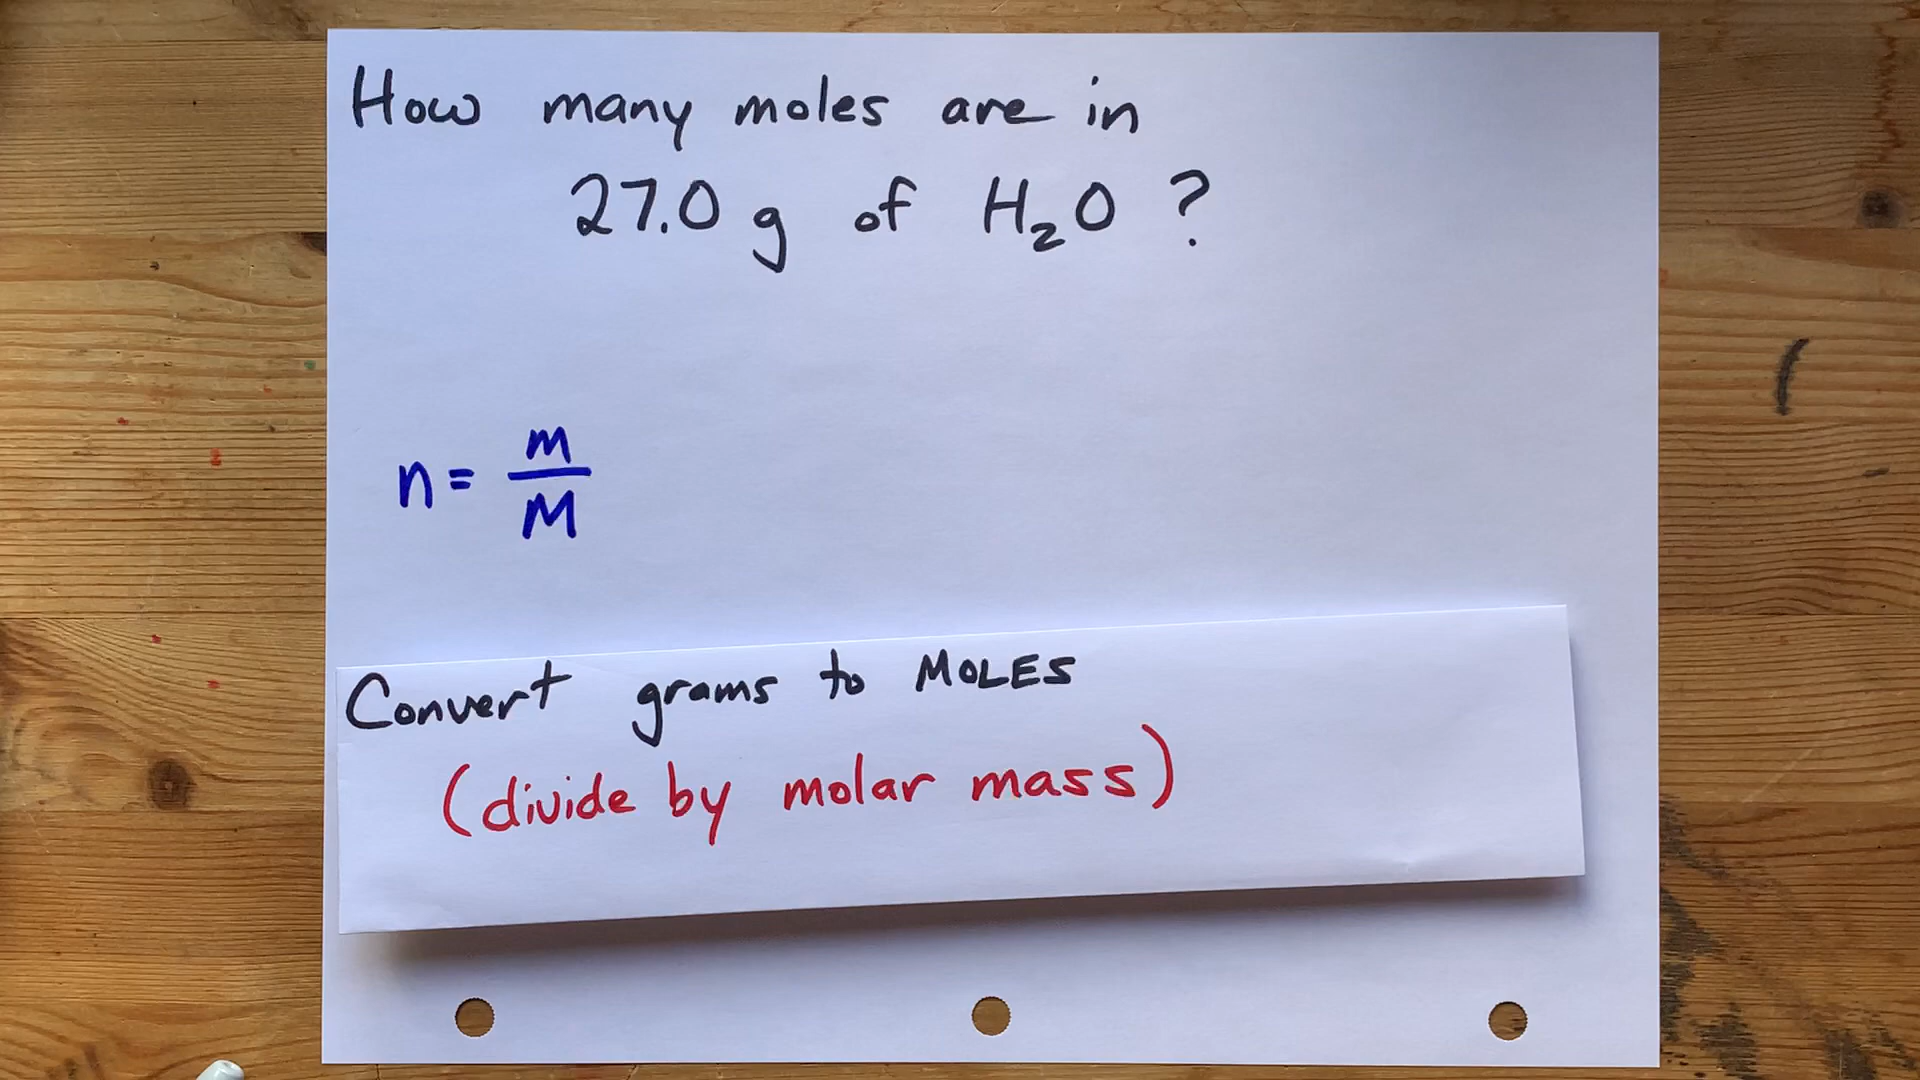 How many moles are in
27.0 g of H₂O ?
n = m/M
Convert grams to MOLES
(divide by molar mass)